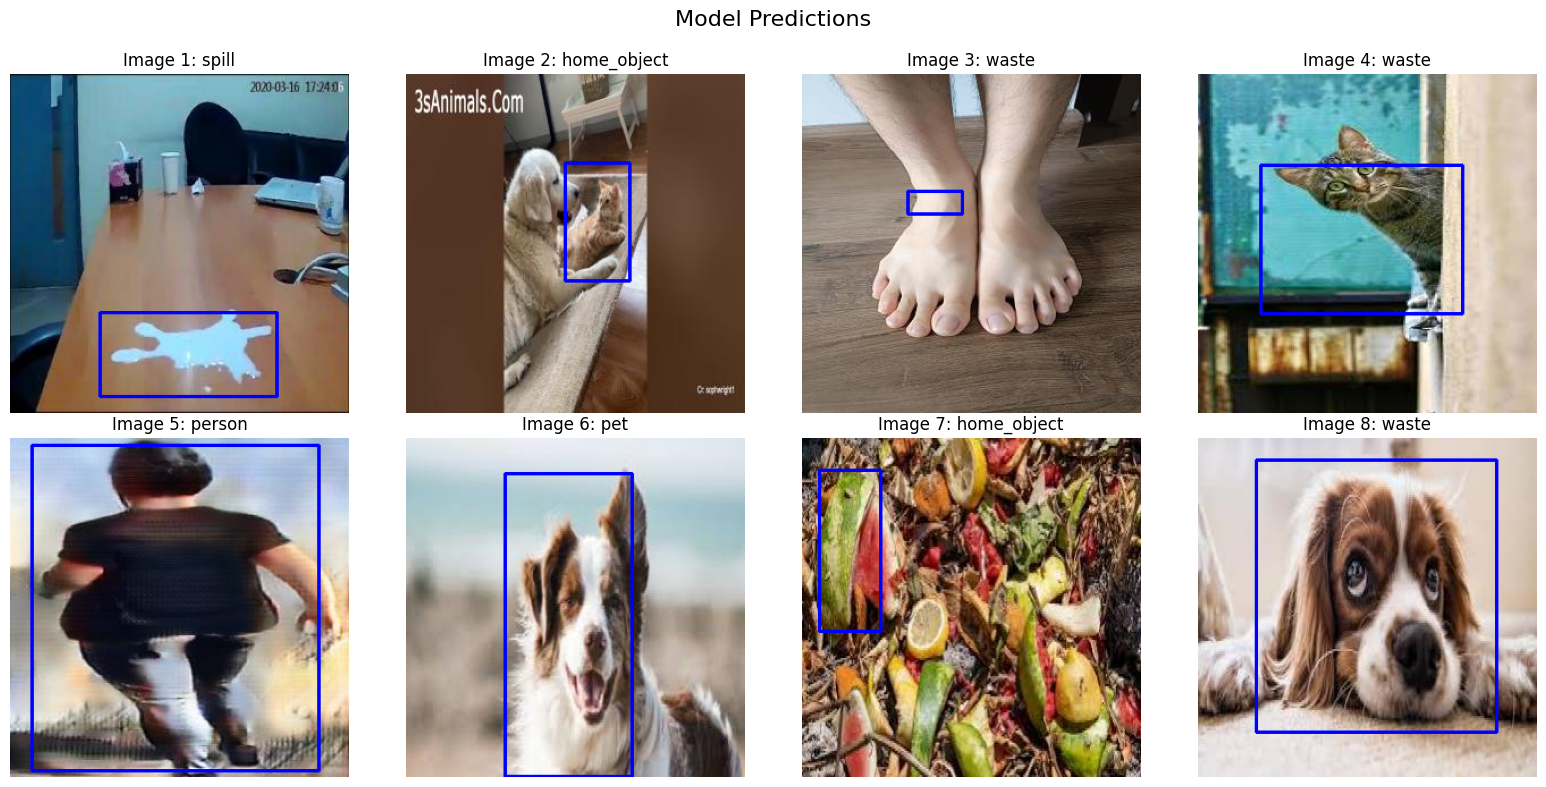 Model Predictions
Image 1: spill
Image 2: home_object
Image 3: waste
Image 4: waste
2020-03-16 17:24:06
3sAnimals.Com
Cr: sophwright1
Image 5: person
Image 6: pet
Image 7: home_object
Image 8: waste